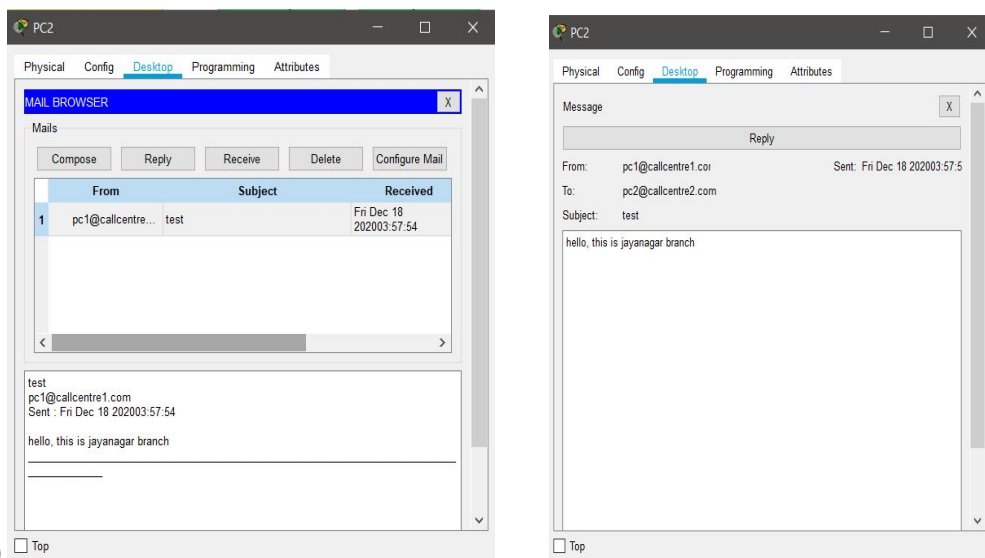 PC2
Physical Config Desktop Programming Attributes
MAIL BROWSER X
Mails
Compose Reply Receive Delete Configure Mail
From Subject Received
1 pc1@callcentre... test Fri Dec 18
202003:57:54
test
pc1@callcentre1.com
Sent : Fri Dec 18 202003:57:54
hello, this is jayanagar branch
Top
PC2
Physical Config Desktop Programming Attributes
Message X
Reply
From: pc1@callcentre1.cor Sent: Fri Dec 18 202003:57:5
To: pc2@callcentre2.com
Subject: test
hello, this is jayanagar branch
Top